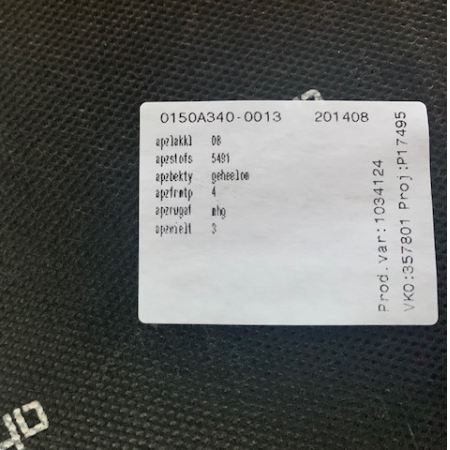 0150A340-0013 201408
apzlakkl 08
apzstofs 5481
apzbekty geheelom
apzfrmtp 4
apzrugaf mhg
apzwielt 3
Prod.var:1034124
VKO:357801 Proj:P17495